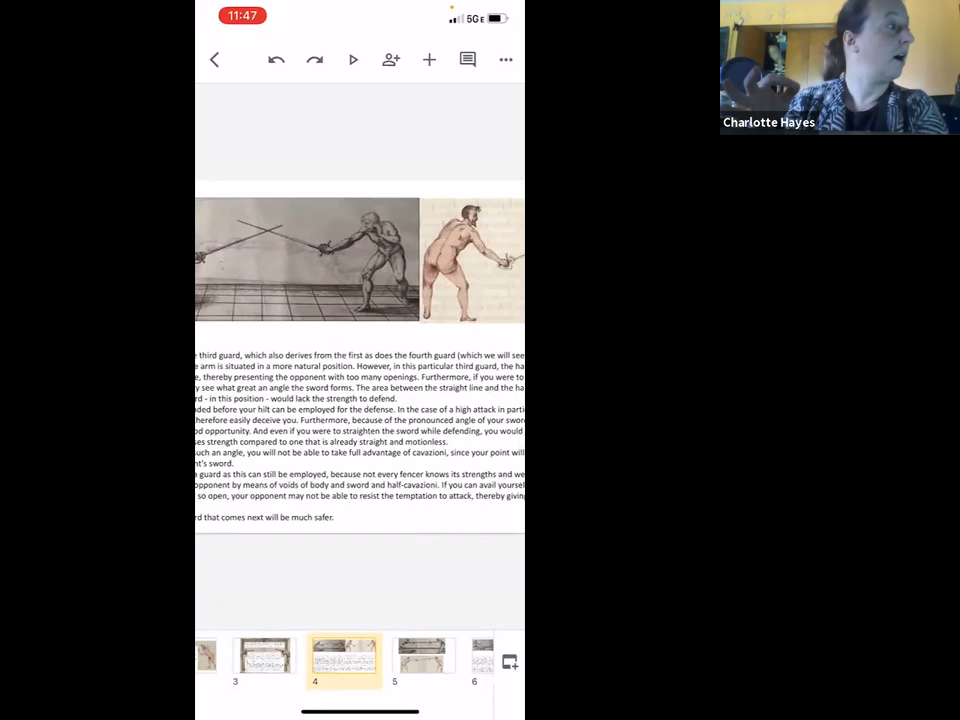 11:47
5G E
Charlotte Hayes
third guard, which also derives from the first as does the fourth guard (which we will see
arm is situated in a more natural position. However, in this particular third guard, the ha
, thereby presenting the opponent with too many openings. Furthermore, if you were to
y see what great an angle the sword forms. The area between the straight line and the ha
rd - in this position - would lack the strength to defend.
ded before your hilt can be employed for the defense. In the case of a high attack in parti
herefore easily deceive you. Furthermore, because of the pronounced angle of your swor
od opportunity. And even if you were to straighten the sword while defending, you would
ses strength compared to one that is already straight and motionless.
such an angle, you will not be able to take full advantage of cavazioni, since your point will
nt's sword.
guard as this can still be employed, because not every fencer knows its strengths and we
opponent by means of voids of body and sword and half-cavazioni. If you can avail yourse
so open, your opponent may not be able to resist the temptation to attack, thereby givin
rd that comes next will be much safer.
3
4
5
6